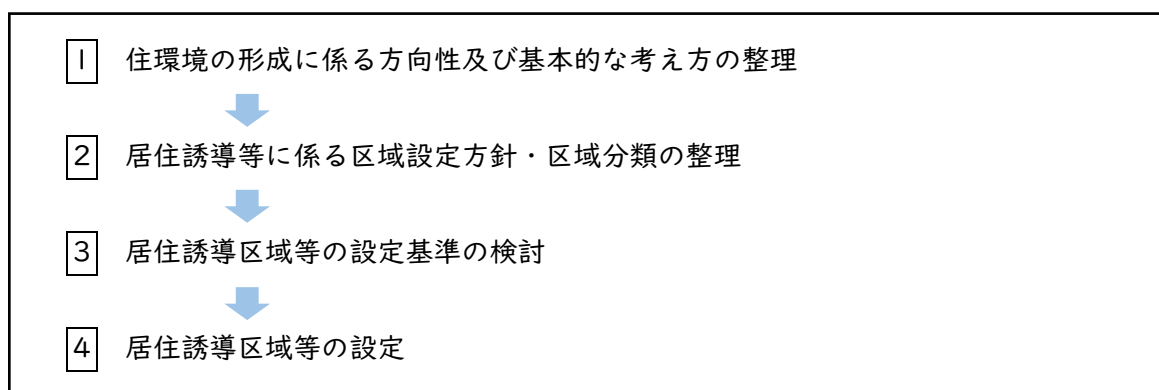 1 住環境の形成に係る方向性及び基本的な考え方の整理
2 居住誘導等に係る区域設定方針・区域分類の整理
3 居住誘導区域等の設定基準の検討
4 居住誘導区域等の設定